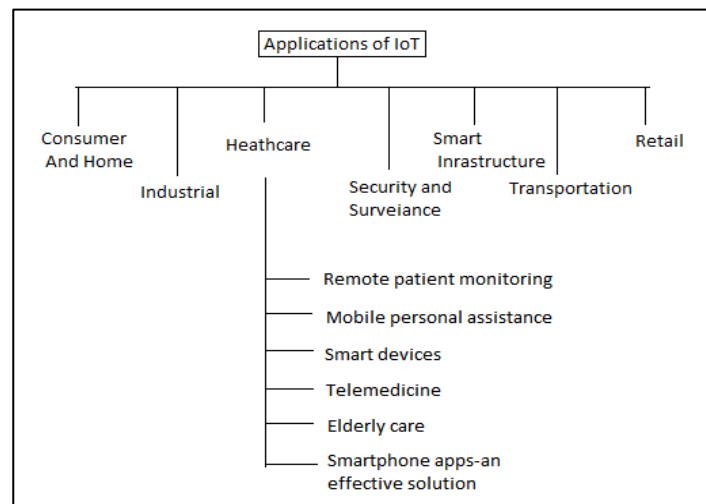 Applications of IoT
Consumer
And Home
Industrial
Heathcare
Security and
Surveiance
Smart
Inrastructure
Transportation
Retail
Remote patient monitoring
Mobile personal assistance
Smart devices
Telemedicine
Elderly care
Smartphone apps-an
effective solution